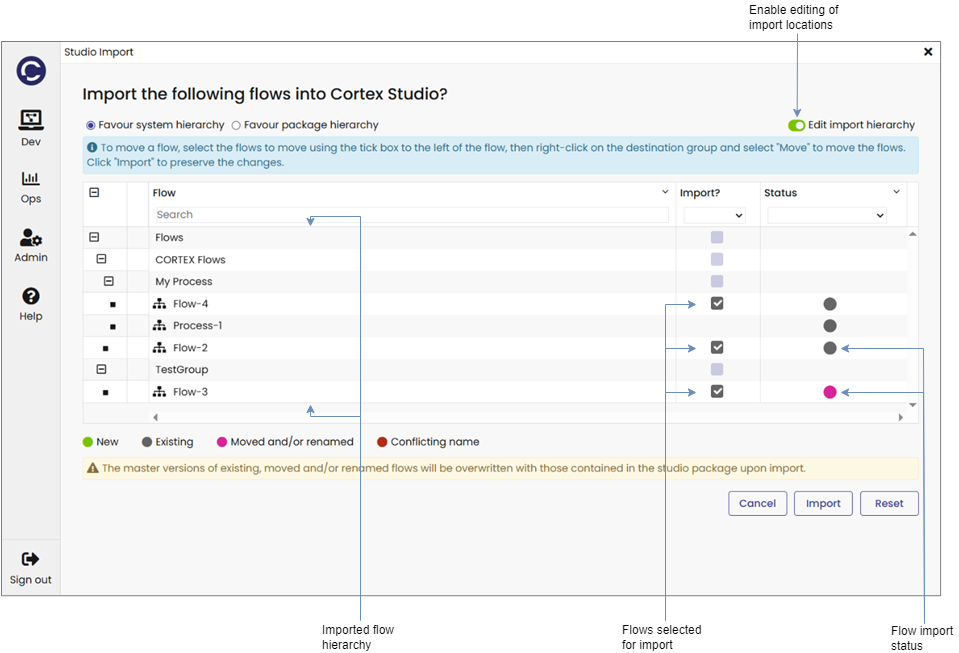 Enable editing of
import locations
Studio Import
Import the following flows into Cortex Studio?
Dev
Favour system hierarchy Favour package hierarchy Edit import hierarchy
To move a flow, select the flows to move using the tick box to the left of the flow, then right-click on the destination group and select "Move" to move the flows.
Click "Import" to preserve the changes.
Ops
Flow Import? Status
Search
Flows
Admin
CORTEX Flows
My Process
Flow-4
Help
Process-1
Flow-2
TestGroup
Flow-3
New Existing Moved and/or renamed Conflicting name
The master versions of existing, moved and/or renamed flows will be overwritten with those contained in the studio package upon import.
Cancel Import Reset
Sign out
Imported flow
hierarchy
Flows selected
for import
Flow import
status